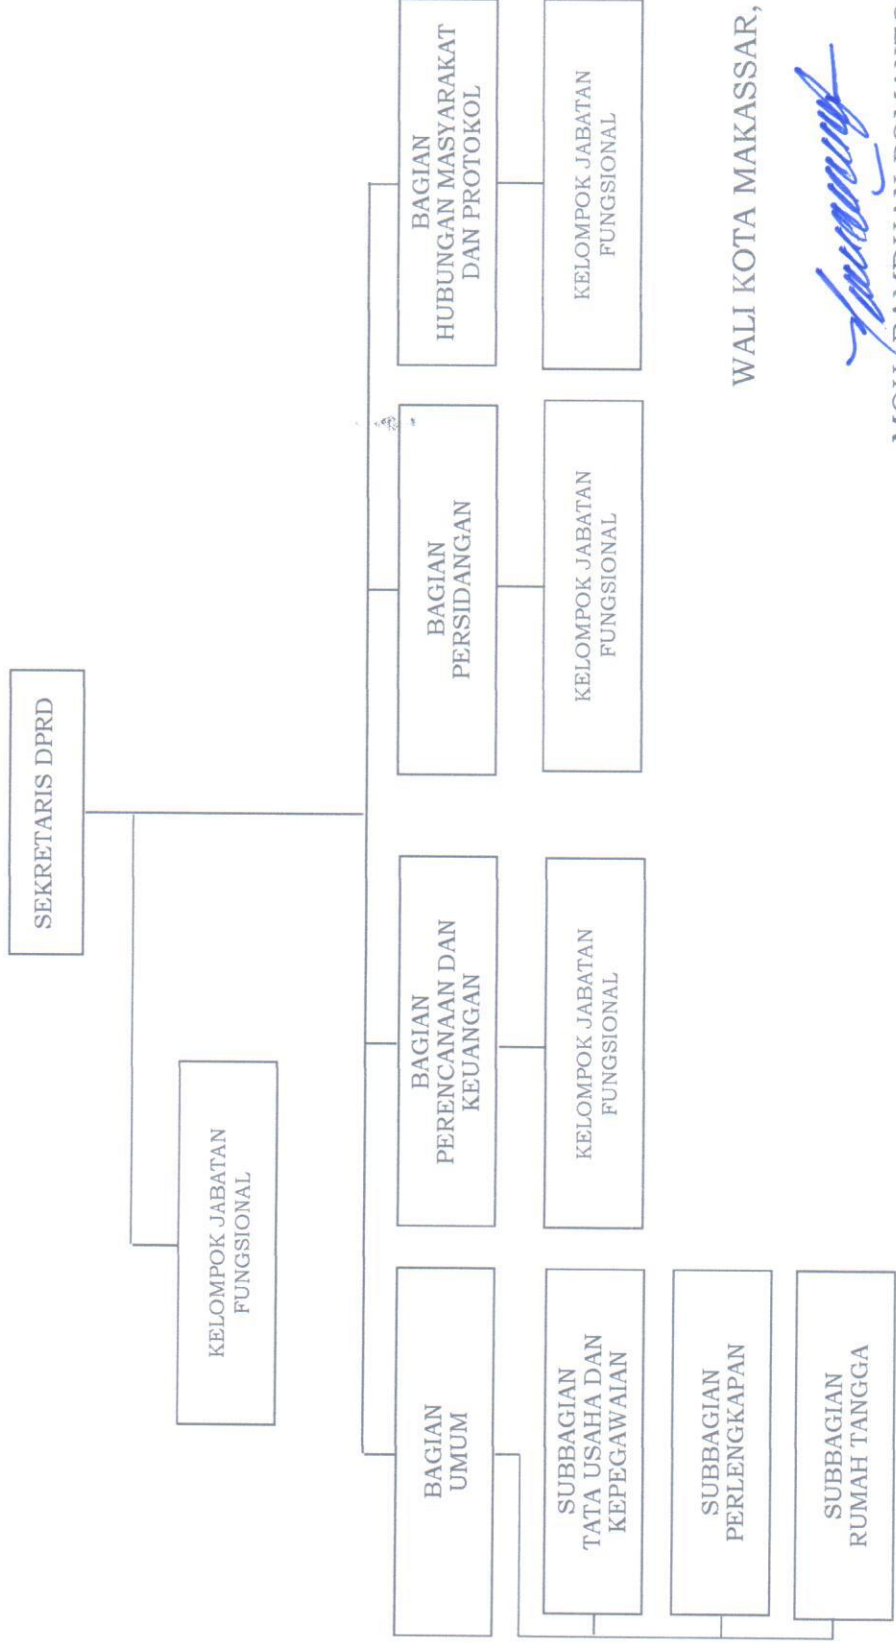 SEKRETARIS DPRD
KELOMPOK JABATAN
FUNGSIONAL
BAGIAN
UMUM
BAGIAN
PERENCANAAN DAN
KEUANGAN
BAGIAN
PERSIDANGAN
BAGIAN
HUBUNGAN MASYARAKAT
DAN PROTOKOL
SUBBAGIAN
TATA USAHA DAN
KEPEGAWAIAN
KELOMPOK JABATAN
FUNGSIONAL
KELOMPOK JABATAN
FUNGSIONAL
KELOMPOK JABATAN
FUNGSIONAL
SUBBAGIAN
PERLENGKAPAN
SUBBAGIAN
RUMAH TANGGA
WALI KOTA MAKASSAR,